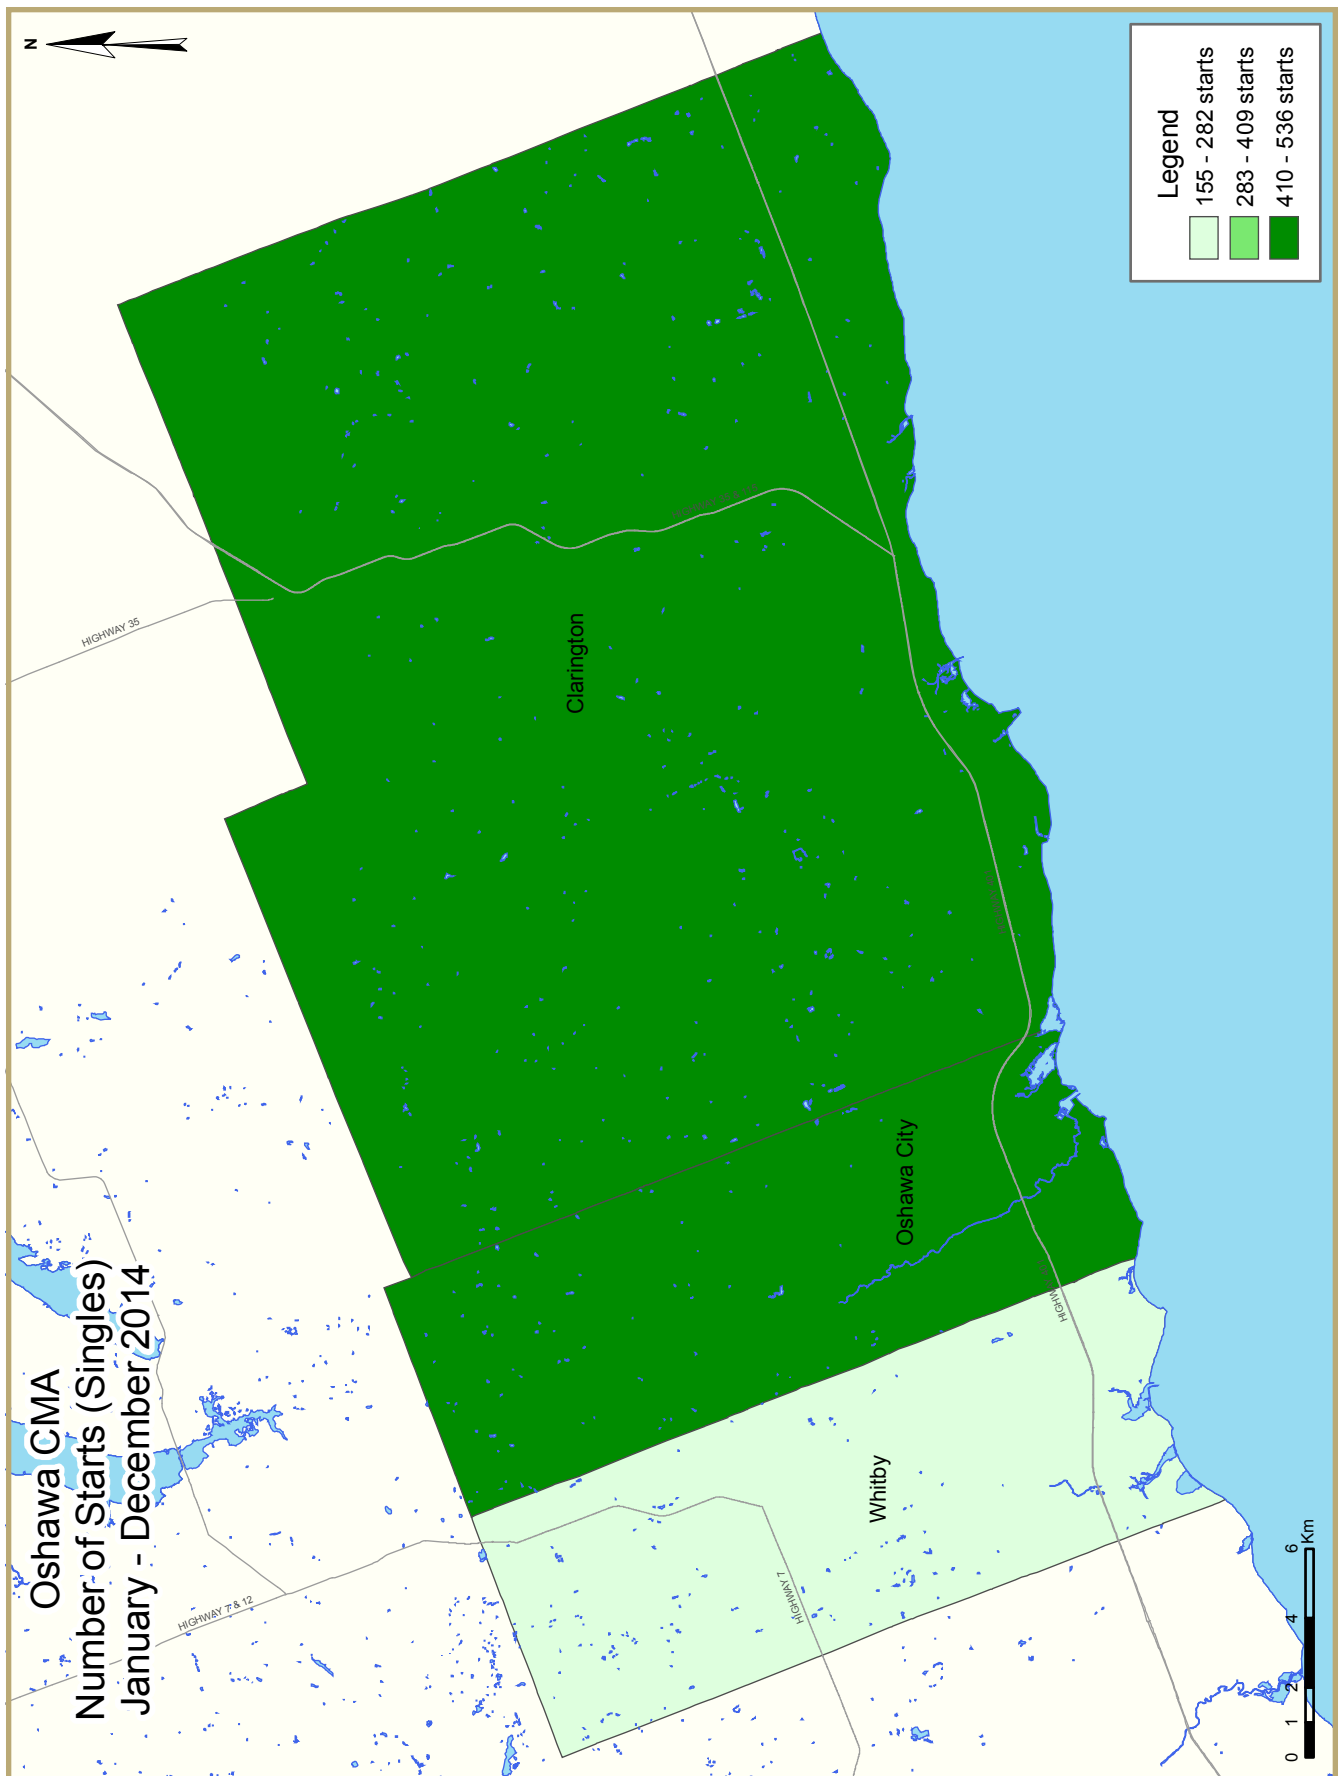 Oshawa CMA
Number of Starts (Singles)
January - December 2014
N
HIGHWAY 7 & 12
HIGHWAY 35
HIGHWAY 7
Whitby
Oshawa City
Clarington
Legend
155 - 282 starts
283 - 409 starts
410 - 536 starts
0 1 2 4 6
Km